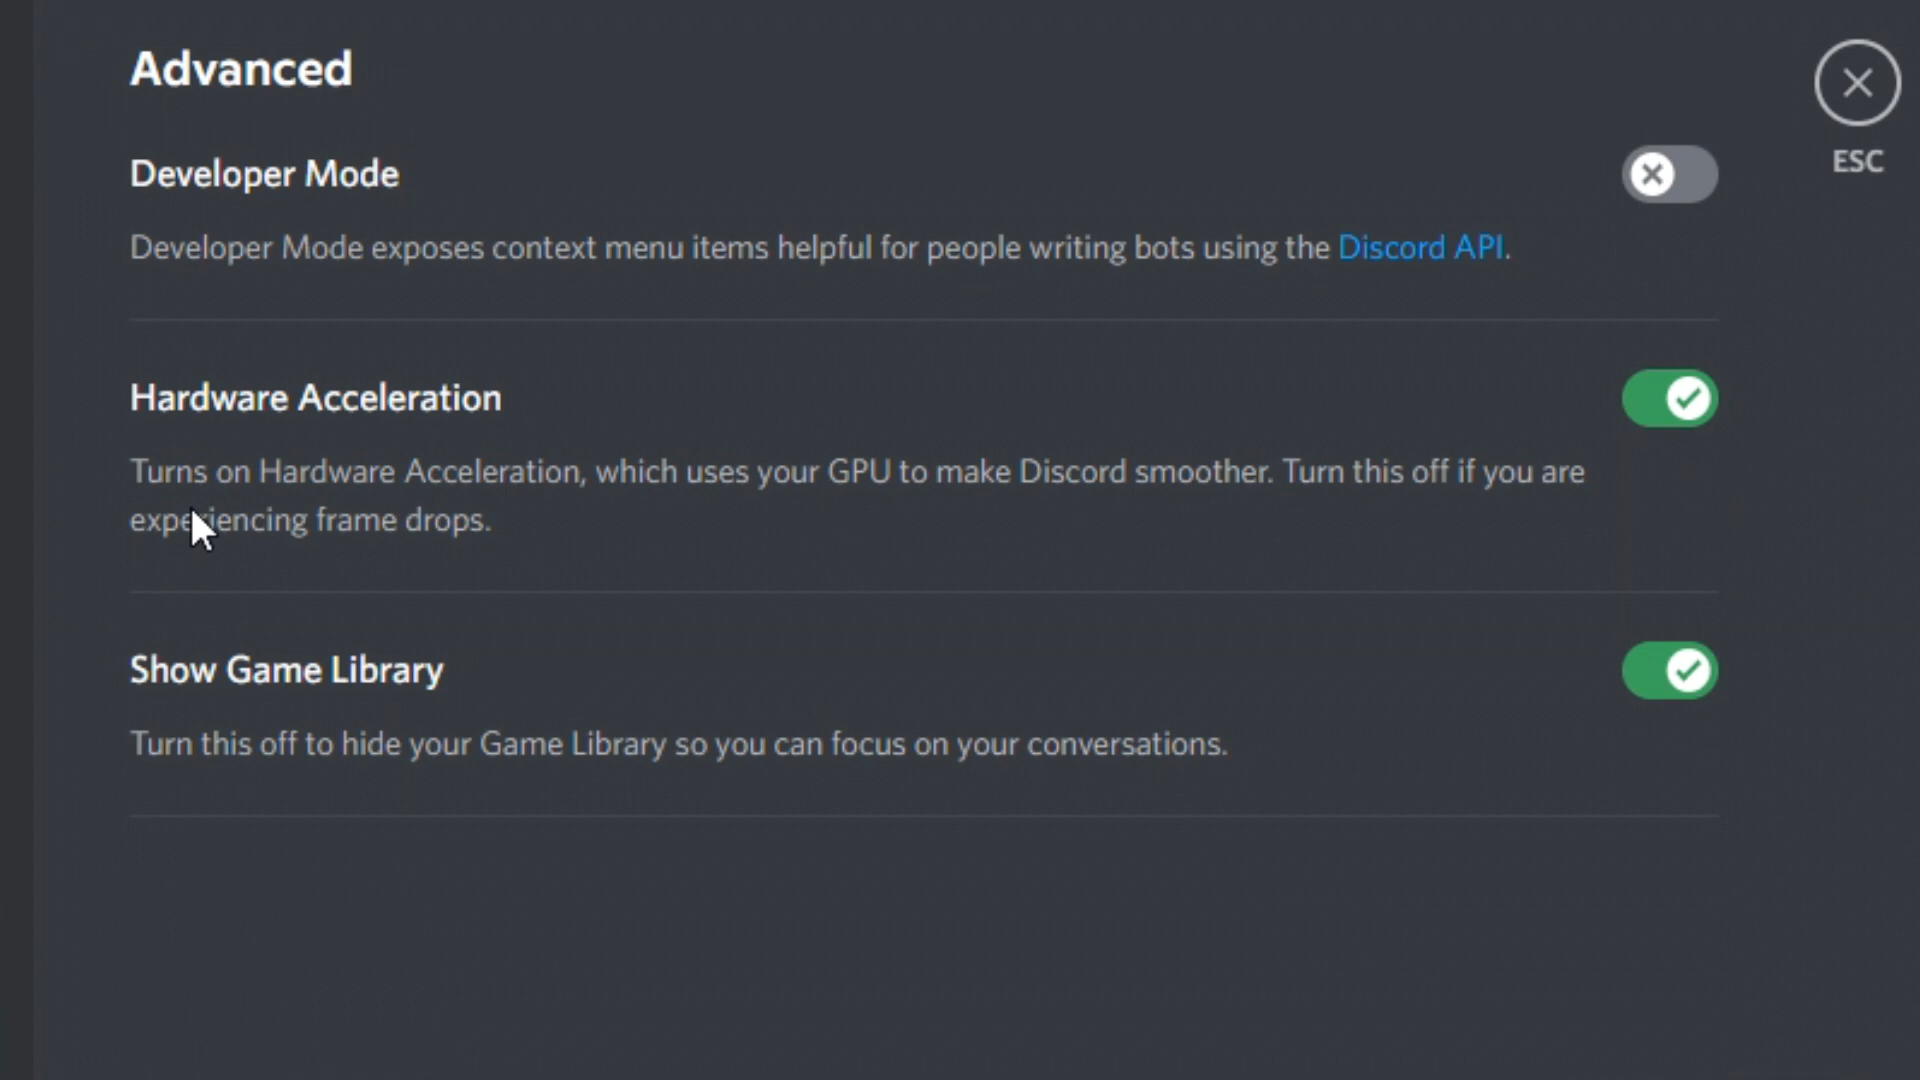 Advanced
ESC
Developer Mode
Developer Mode exposes context menu items helpful for people writing bots using the Discord API.
Hardware Acceleration
Turns on Hardware Acceleration, which uses your GPU to make Discord smoother. Turn this off if you are
experiencing frame drops.
Show Game Library
Turn this off to hide your Game Library so you can focus on your conversations.